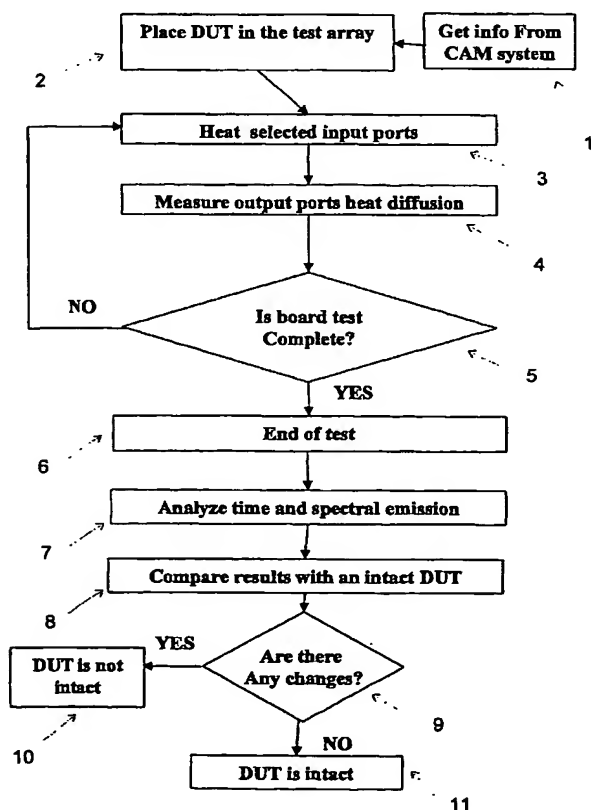 Place DUT in the test array
Get info From
CAM system
2
1
Heat selected input ports
3
Measure output ports heat diffusion
4
NO
Is board test
Complete?
5
YES
End of test
6
Analyze time and spectral emission
7
Compare results with an intact DUT
8
YES
DUT is not
intact
Are there
Any changes?
9
10
NO
DUT is intact
11